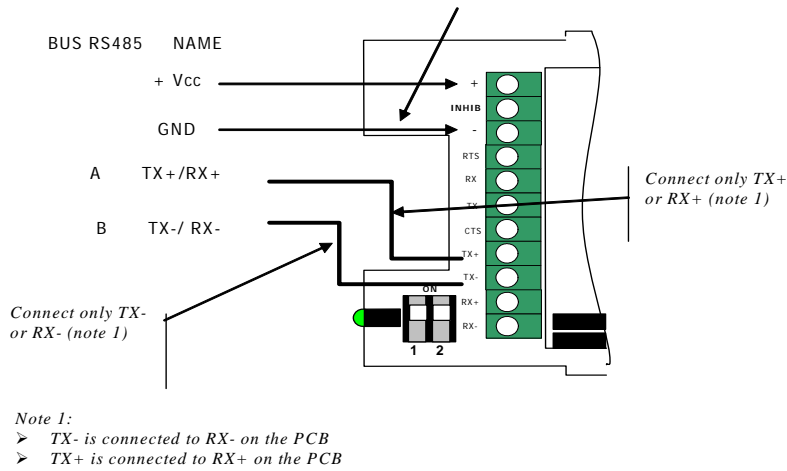 BUS RS485 NAME
+ Vcc
GND
A TX+/RX+
B TX-/ RX-
+
INHIB
-
RTS
RX
TX
CTS
TX+
TX-
RX+
RX-
ON
1 2
Connect only TX+
or RX+ (note 1)
Connect only TX-
or RX- (note 1)
Note 1:
➢ TX- is connected to RX- on the PCB
➢ TX+ is connected to RX+ on the PCB